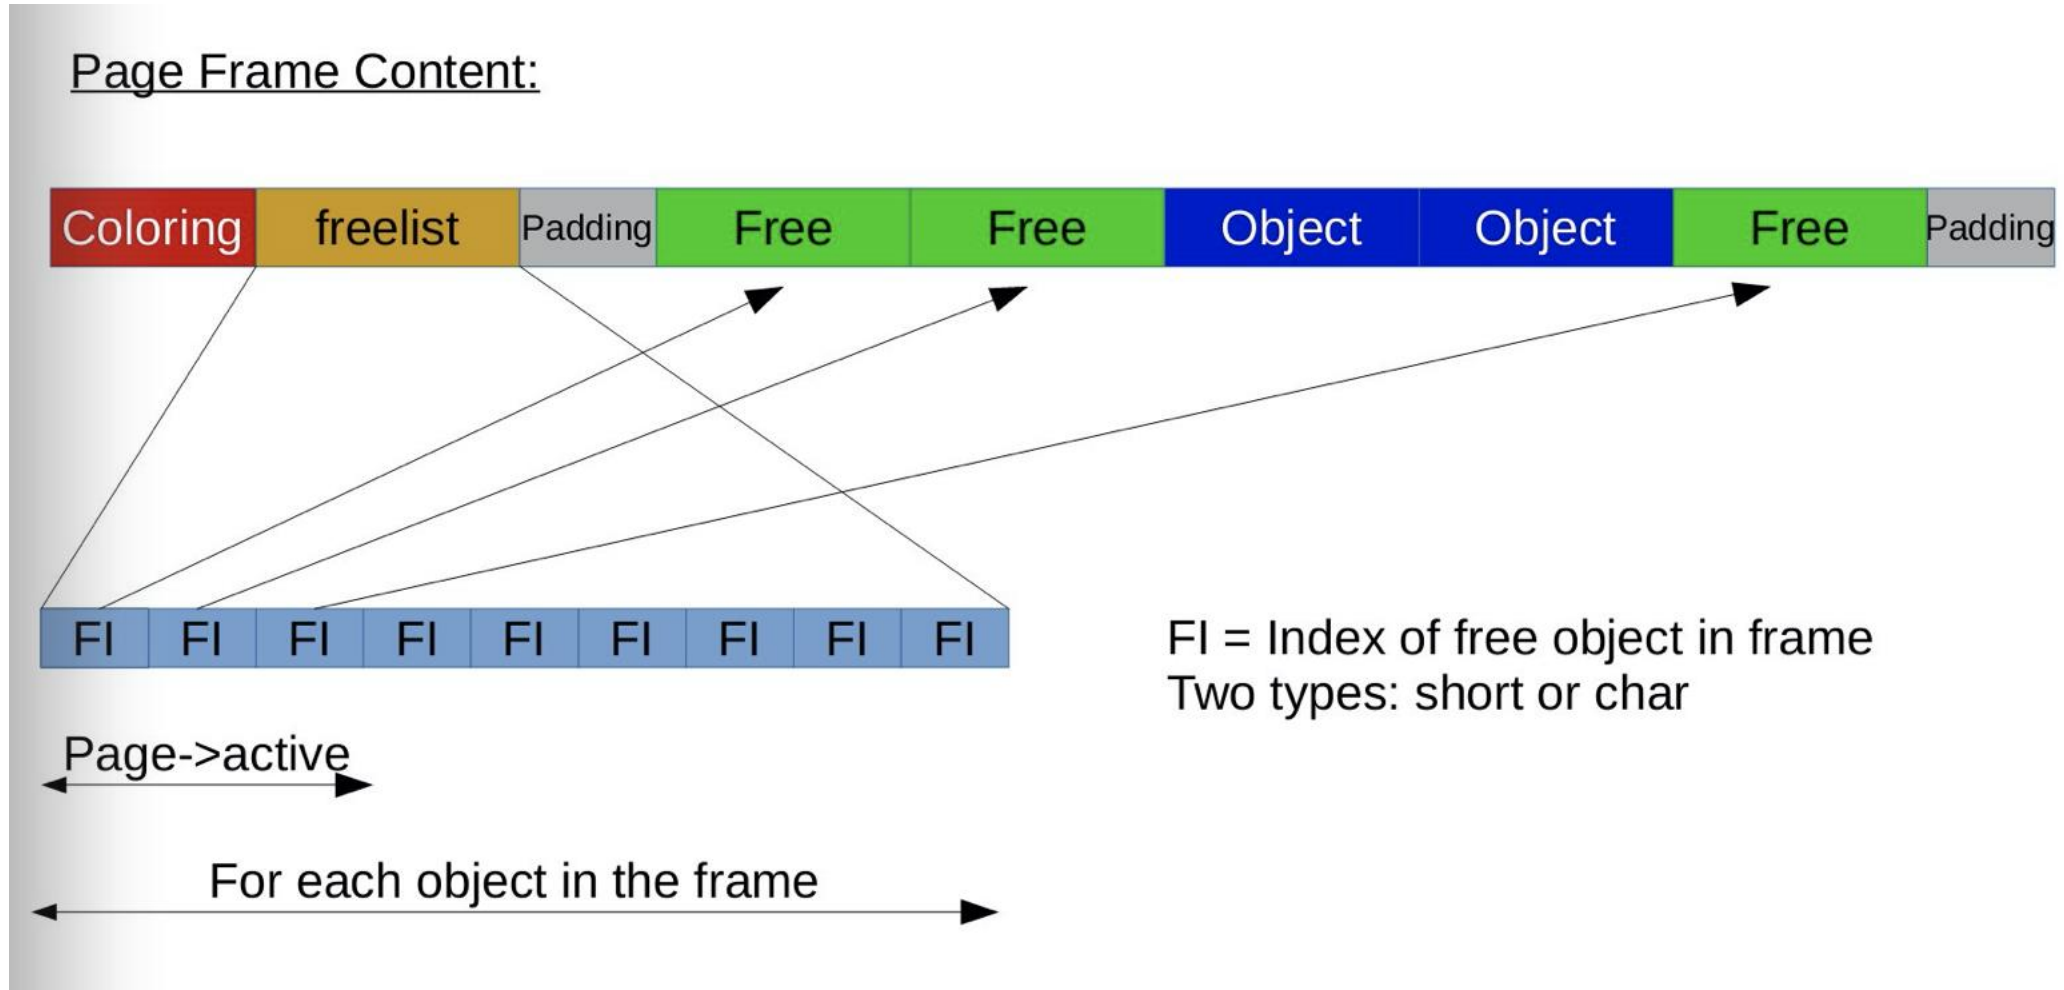 Page Frame Content:
Coloring freelist Padding Free Free Object Object Free Padding
FI FI FI FI FI FI FI FI FI
FI = Index of free object in frame
Two types: short or char
Page->active
For each object in the frame